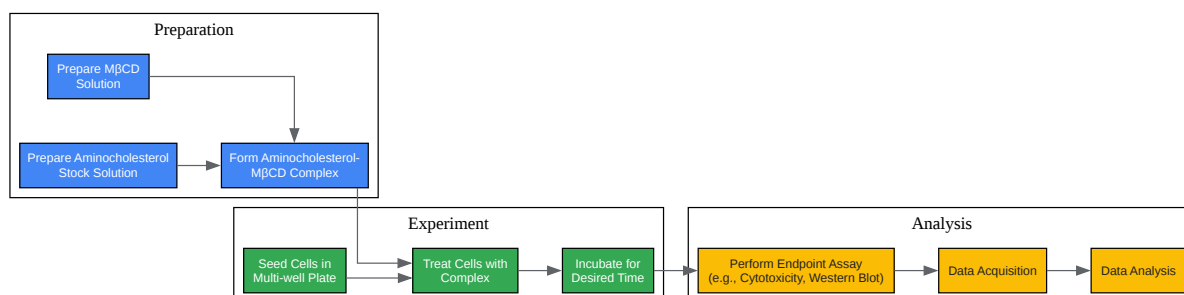 Preparation
Prepare MβCD
Solution
Prepare Aminocholesterol
Stock Solution
Form Aminocholesterol-
MβCD Complex
Experiment
Seed Cells in
Multi-well Plate
Treat Cells with
Complex
Incubate for
Desired Time
Analysis
Perform Endpoint Assay
(e.g., Cytotoxicity, Western Blot)
Data Acquisition
Data Analysis